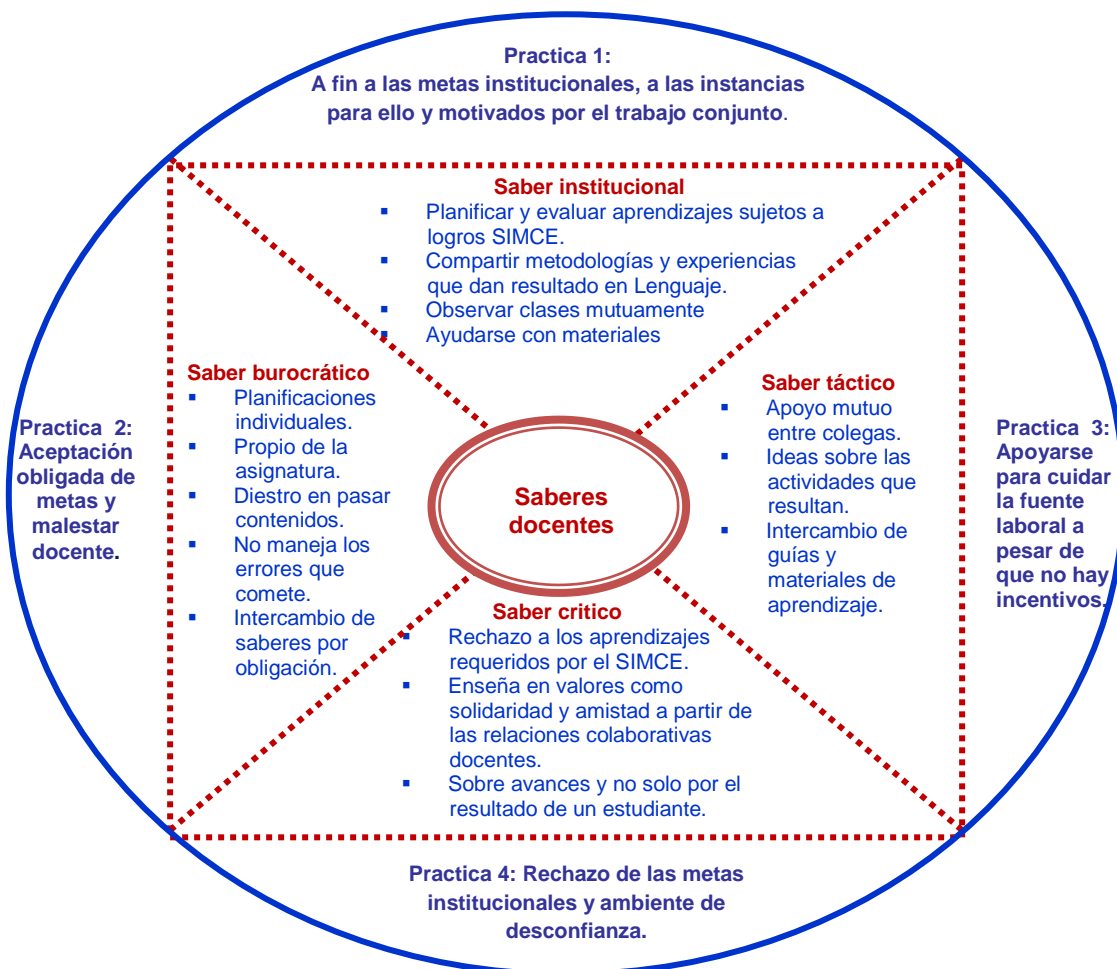 Practica 1:
A fin a las metas institucionales, a las instancias
para ello y motivados por el trabajo conjunto.
Saber institucional
▪ Planificar y evaluar aprendizajes sujetos a
logros SIMCE.
▪ Compartir metodologías y experiencias
que dan resultado en Lenguaje.
▪ Observar clases mutuamente
▪ Ayudarse con materiales
Practica 2:
Aceptación
obligada de
metas y
malestar
docente.
Saber burocrático
▪ Planificaciones
individuales.
▪ Propio de la
asignatura.
▪ Diestro en pasar
contenidos.
▪ No maneja los
errores que
comete.
▪ Intercambio de
saberes por
obligación.
Saberes
docentes
Saber táctico
▪ Apoyo mutuo
entre colegas.
▪ Ideas sobre las
actividades que
resultan.
▪ Intercambio de
guías y
materiales de
aprendizaje.
Practica 3:
Apoyarse
para cuidar
la fuente
laboral a
pesar de
que no hay
incentivos.
Saber critico
▪ Rechazo a los aprendizajes
requeridos por el SIMCE.
▪ Enseña en valores como
solidaridad y amistad a partir de
las relaciones colaborativas
docentes.
▪ Sobre avances y no solo por el
resultado de un estudiante.
Practica 4: Rechazo de las metas
institucionales y ambiente de
desconfianza.